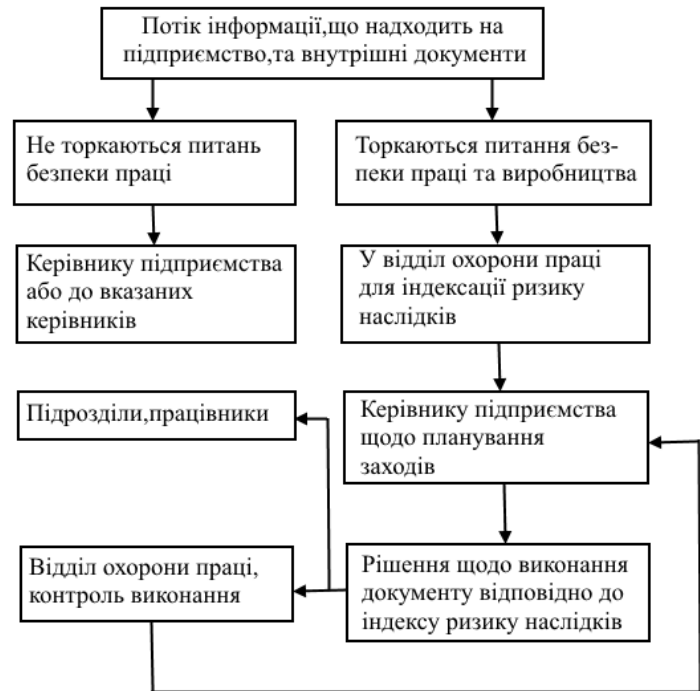 Потік інформації,що надходить на
підприємство,та внутрішні документи
Не торкаються питань
безпеки праці
Торкаються питання без-
пеки праці та виробництва
Керівнику підприємства
або до вказаних
керівників
У відділ охорони праці
для індексації ризику
наслідків
Підрозділи,працівники
Керівнику підприємства
щодо планування
заходів
Відділ охорони праці,
контроль виконання
Рішення щодо виконання
документу відповідно до
індексу ризику наслідків